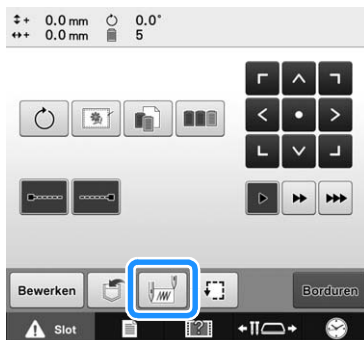 + 0.0 mm 0.0°
+ 0.0 mm 5
Bewerken
Borduren
Slot